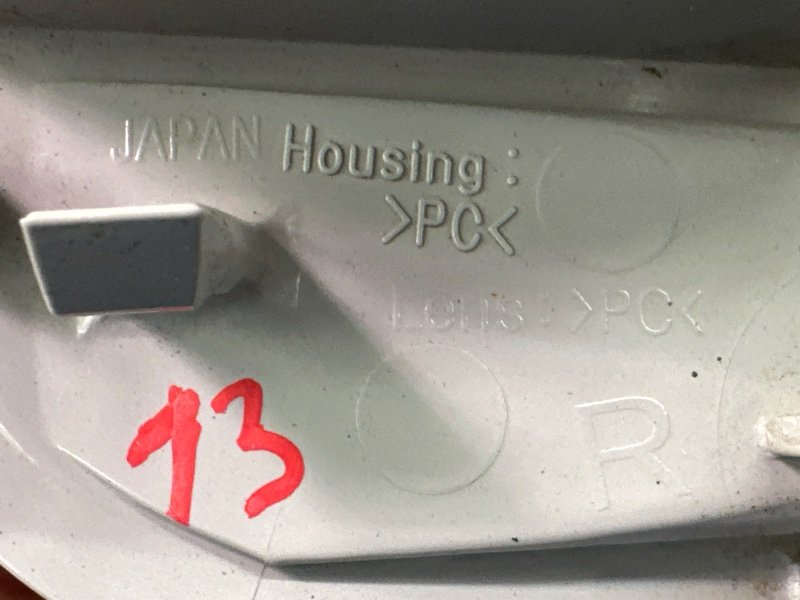 JAPAN Housing :
>PC<
Lens : >PC<
R
13